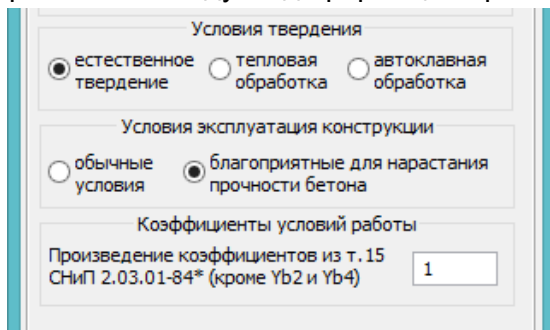 Условия твердения
естественное твердение
тепловая обработка
автоклавная обработка
Условия эксплуатация конструкции
обычные условия
благоприятные для нарастания прочности бетона
Коэффициенты условий работы
Произведение коэффициентов из т.15
СНиП 2.03.01-84* (кроме Yb2 и Yb4)
1